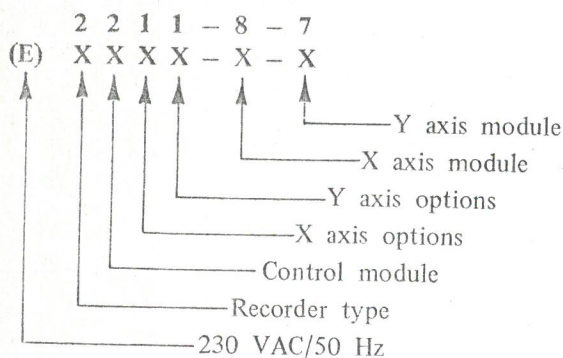 2 2 1 1 – 8 – 7
(E) X X X X – X – X
Y axis module
X axis module
Y axis options
X axis options
Control module
Recorder type
230 VAC/50 Hz